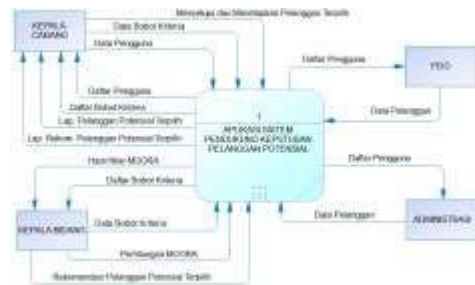 Menyetujui dan Menetapkan Pelanggan Terpilih
KEPALA
CABANG
Data Bobot Kriteria
Data Pengguna
Daftar Pengguna
PDO
Daftar Pengguna
Daftar Bobot Kriteria
Lap. Pelanggan Potensial Terpilih
1
Data Pelanggan
APLIKASI SISTEM
PENDUKUNG KEPUTUSAN
PELANGGAN POTENSIAL
Lap. Rekom. Pelanggan Potensial Terpilih
Hasil Nilai MOORA
Daftar Pengguna
Daftar Bobot Kriteria
Data Bobot Kriteria
Data Pelanggan
ADMINISTRASI
KEPALA BIDANG
Perhitungan MOORA
Rekomendasi Pelanggan Potensial Terpilih